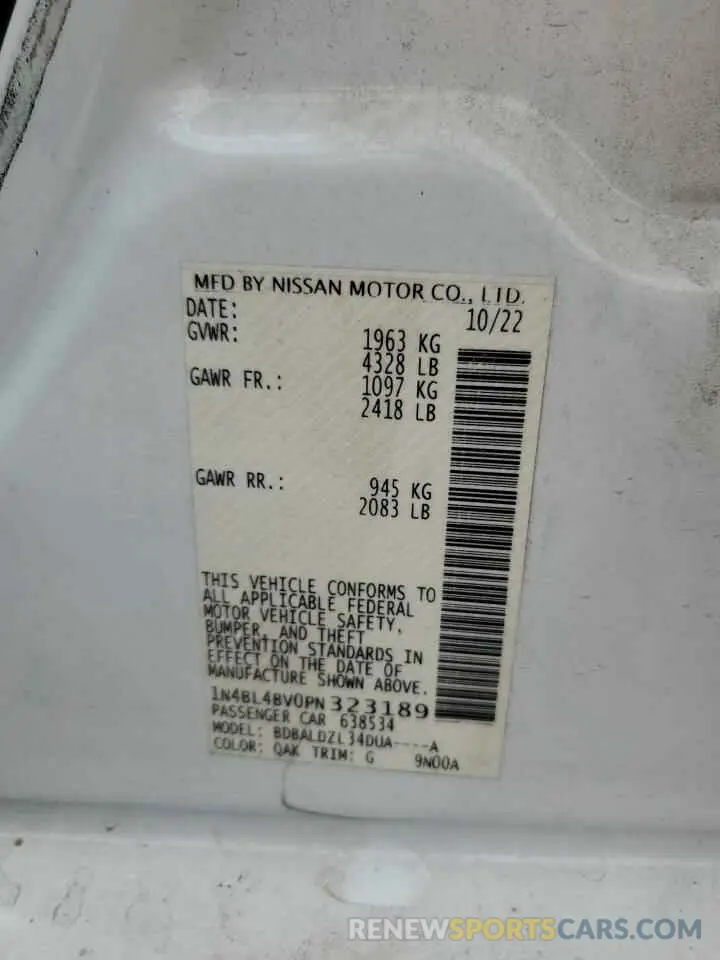 MFD BY NISSAN MOTOR CO., LTD.
DATE: 10/22
GVWR: 1963 KG
4328 LB
GAWR FR.: 1097 KG
2418 LB
GAWR RR.: 945 KG
2083 LB
THIS VEHICLE CONFORMS TO
ALL APPLICABLE FEDERAL
MOTOR VEHICLE SAFETY,
BUMPER, AND THEFT
PREVENTION STANDARDS IN
EFFECT ON THE DATE OF
MANUFACTURE SHOWN ABOVE.
1N4BL4BV0PN323189
PASSENGER CAR 638534
MODEL: BDBALDZL34DUA----A
COLOR: QAK TRIM: G 9N00A
RENEWSPORTSCARS.COM